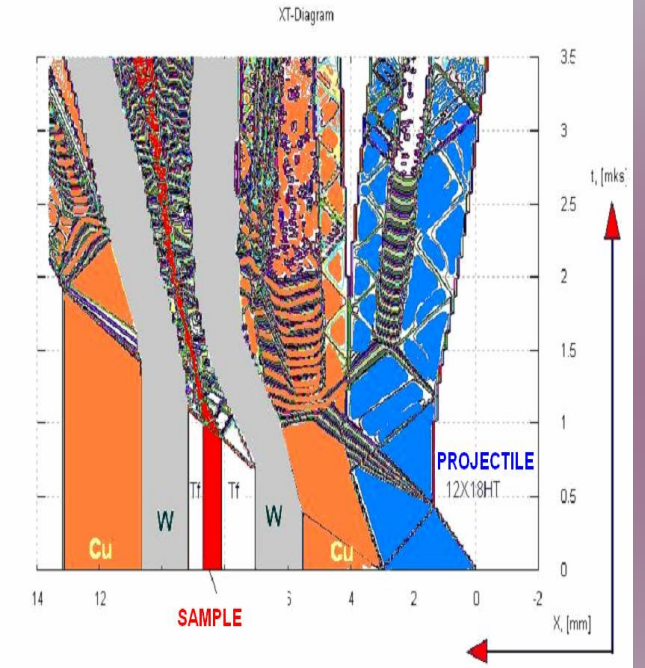 XT-Diagram
3.5
3
t, [mks]
2.5
2
1.5
1
PROJECTILE
12X18HT
0.5
Tf
Tf
W
W
Cu
Cu
0
14 12 6 4 2 0 -2
SAMPLE
X, [mm]